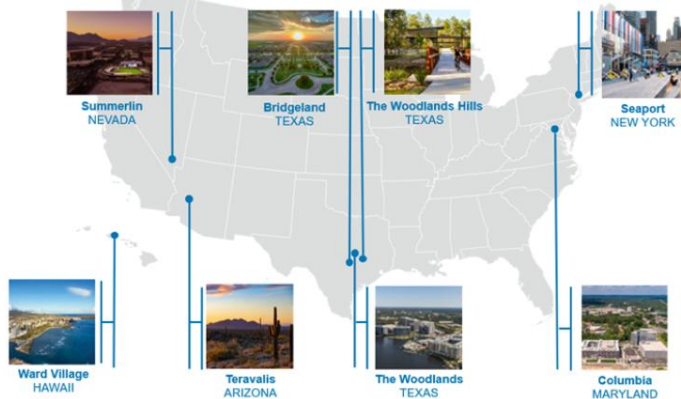 Summerlin
NEVADA
Bridgeland
TEXAS
The Woodlands Hills
TEXAS
Seaport
NEW YORK
Ward Village
HAWAII
Teravalis
ARIZONA
The Woodlands
TEXAS
Columbia
MARYLAND